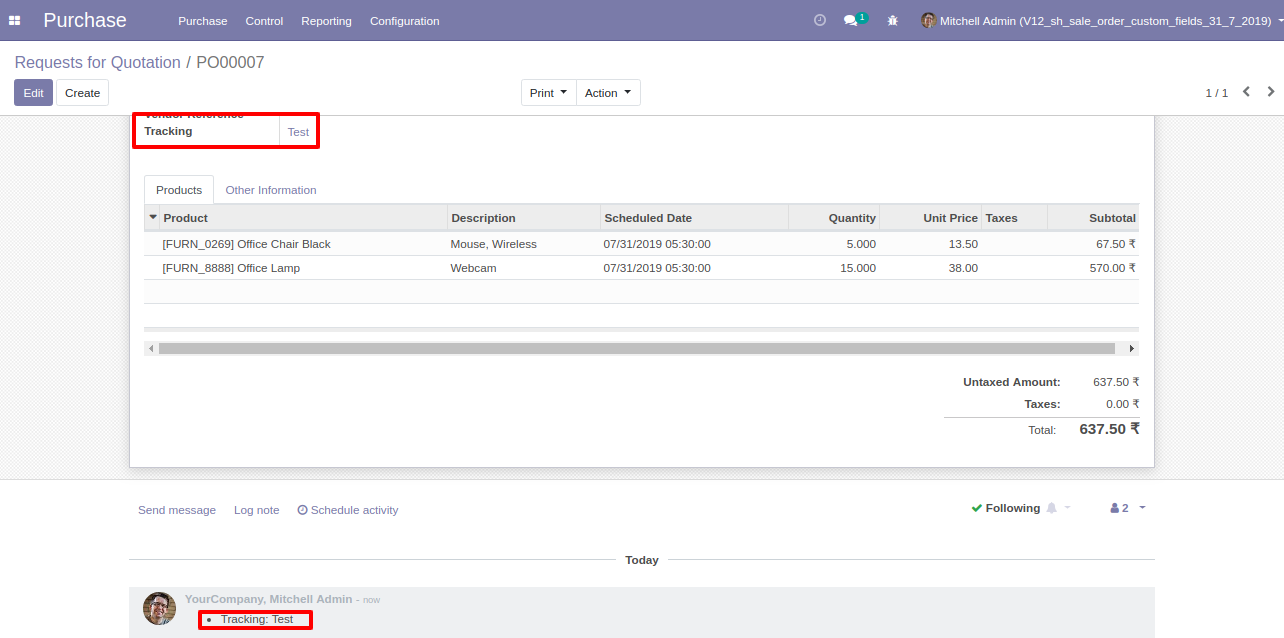 Purchase Purchase Control Reporting Configuration 1 Mitchell Admin (V12_sh_sale_order_custom_fields_31_7_2019)
Requests for Quotation / PO00007
Edit Create Print Action 1 / 1
Vendor Reference
Tracking Test
Products Other Information
Product Description Scheduled Date Quantity Unit Price Taxes Subtotal
[FURN_0269] Office Chair Black Mouse, Wireless 07/31/2019 05:30:00 5.000 13.50 67.50 ₹
[FURN_8888] Office Lamp Webcam 07/31/2019 05:30:00 15.000 38.00 570.00 ₹
Untaxed Amount: 637.50 ₹
Taxes: 0.00 ₹
Total: 637.50 ₹
Send message Log note Schedule activity Following 2
Today
YourCompany, Mitchell Admin - now
• Tracking: Test